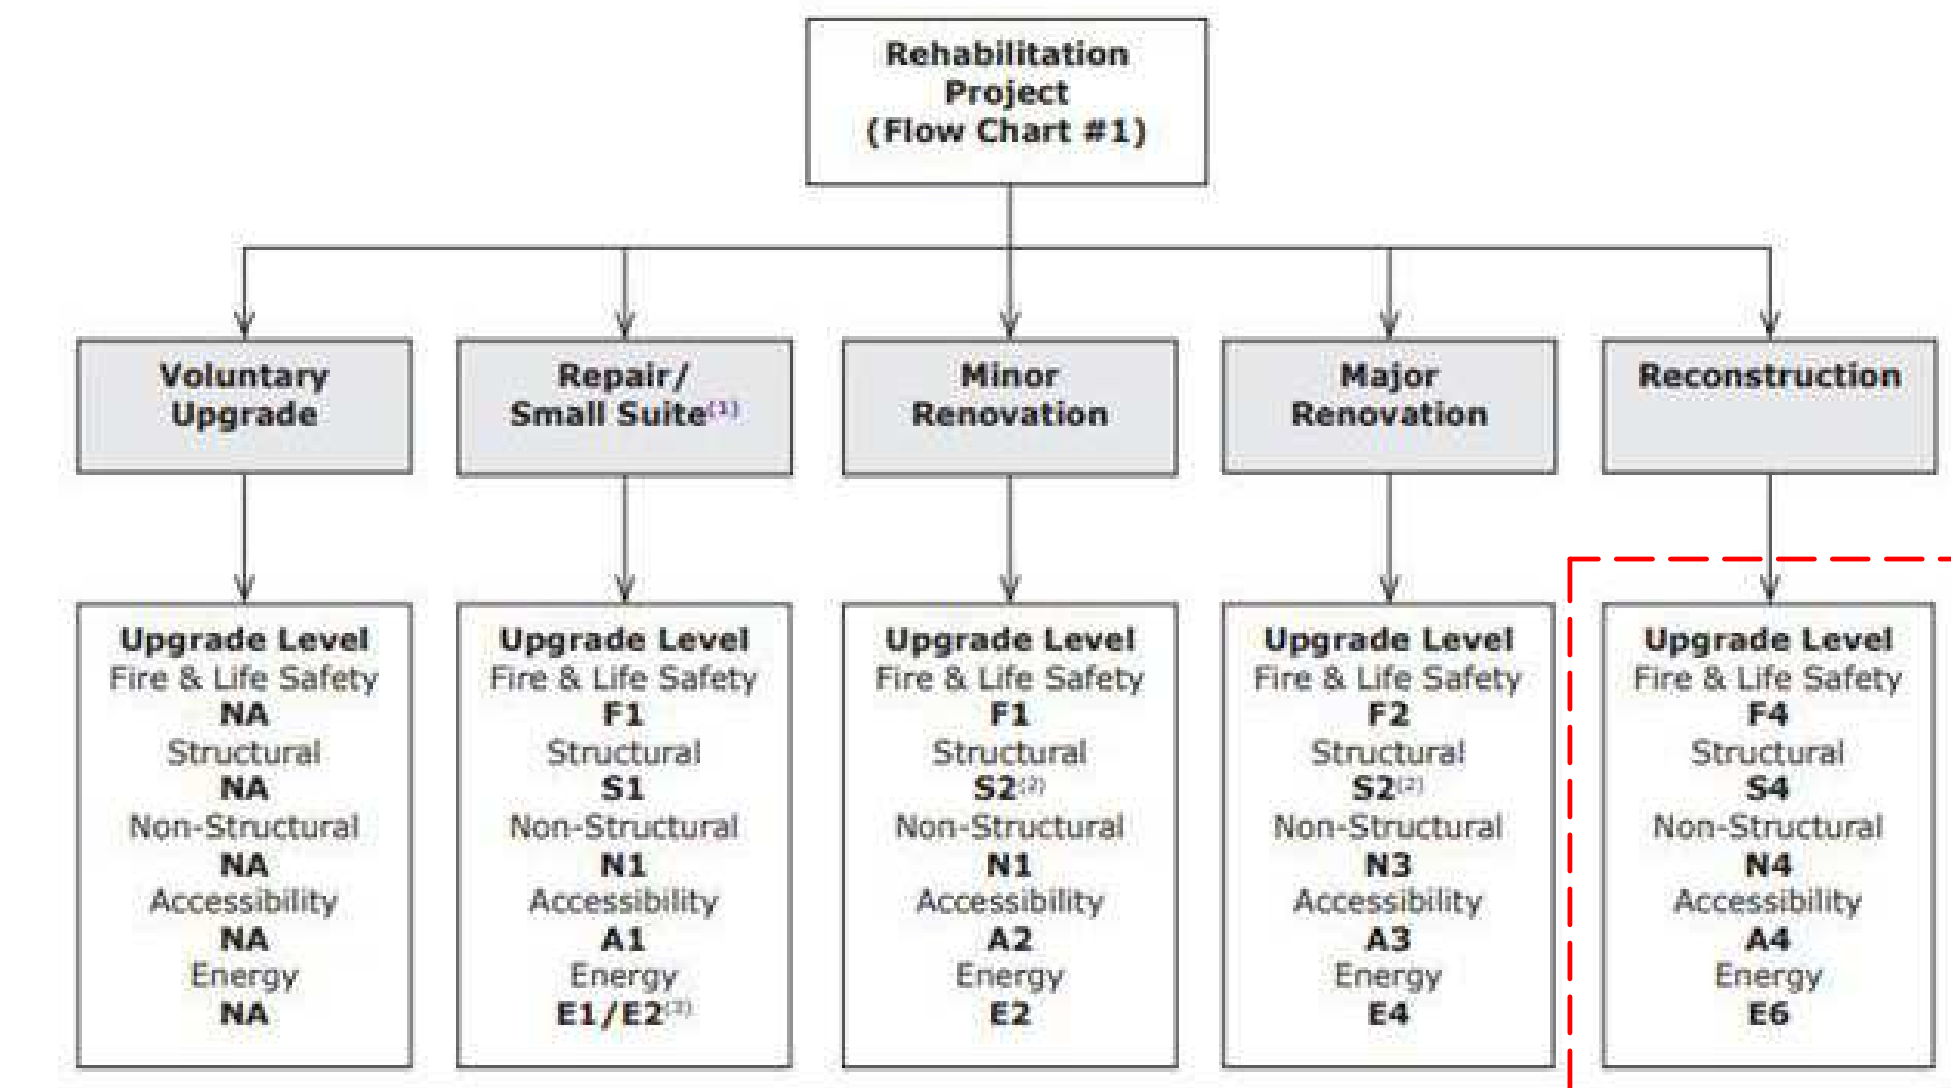 Rehabilitation
Project
(Flow Chart #1)
Voluntary
Upgrade
Repair/
Small Suite(1)
Minor
Renovation
Major
Renovation
Reconstruction
Upgrade Level
Fire & Life Safety
NA
Structural
NA
Non-Structural
NA
Accessibility
NA
Energy
NA
Upgrade Level
Fire & Life Safety
F1
Structural
S1
Non-Structural
N1
Accessibility
A1
Energy
E1/E2
Upgrade Level
Fire & Life Safety
F1
Structural
S2(2)
Non-Structural
N1
Accessibility
A2
Energy
E2
Upgrade Level
Fire & Life Safety
F2
Structural
S2(2)
Non-Structural
N3
Accessibility
A3
Energy
E4
Upgrade Level
Fire & Life Safety
F4
Structural
S4
Non-Structural
N4
Accessibility
A4
Energy
E6